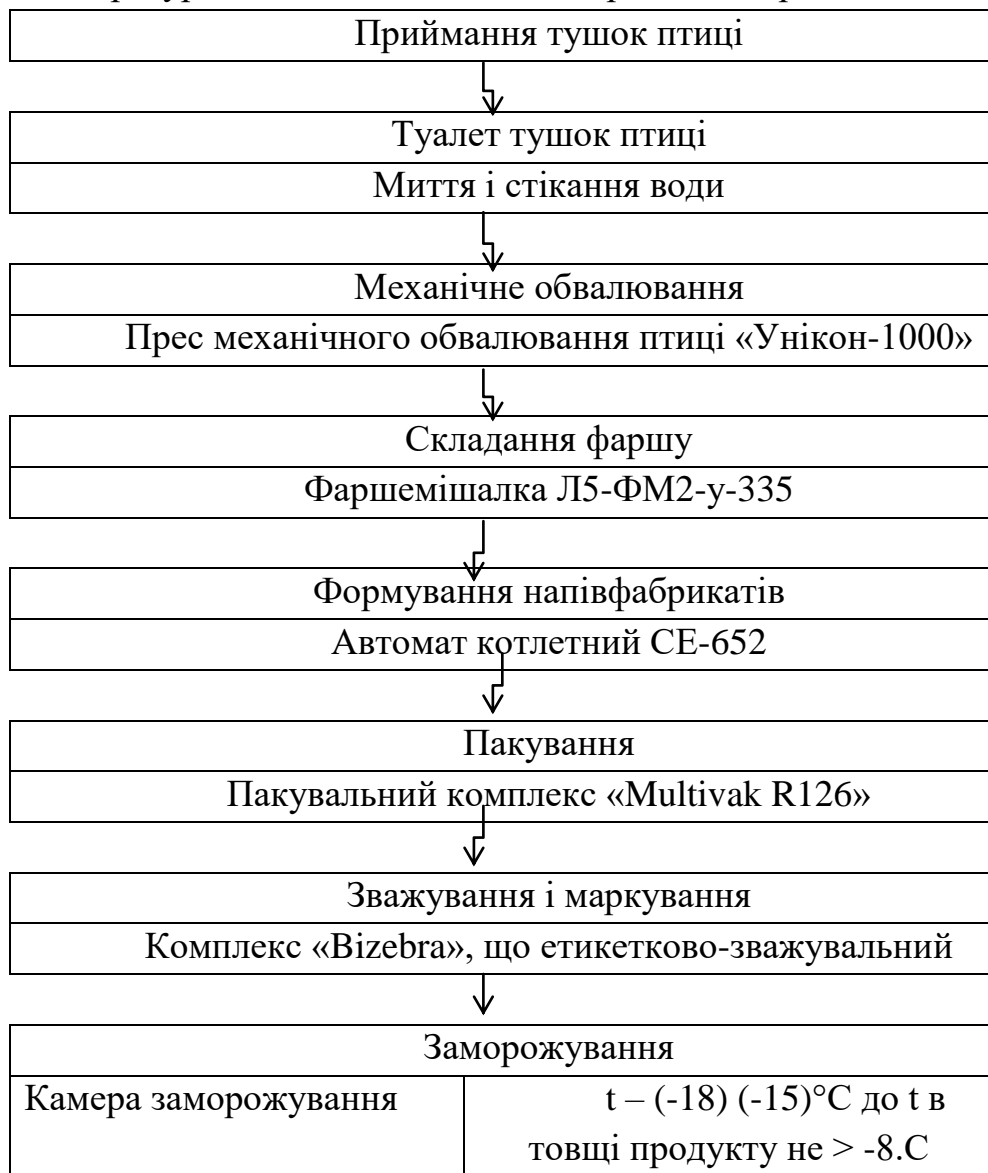 Приймання тушок птиці
Туалет тушок птиці
Миття і стікання води
Механічне обвалювання
Прес механічного обвалювання птиці «Унікон-1000»
Складання фаршу
Фаршемішалка Л5-ФМ2-у-335
Формування напівфабрикатів
Автомат котлетний СЕ-652
Пакування
Пакувальний комплекс «Multivak R126»
Зважування і маркування
Комплекс «Bizebra», що етикетково-зважувальний
Заморожування
Камера заморожування
t – (-18) (-15)°С до t в
товщі продукту не > -8.С